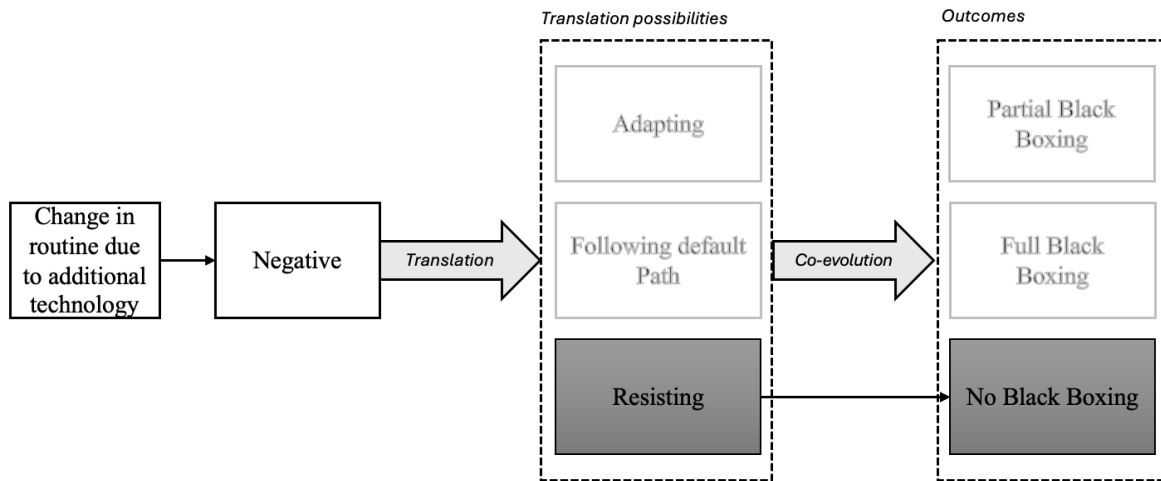 Translation possibilities
Outcomes
Adapting
Partial Black
Boxing
Change in
routine due
to additional
technology
Negative
Translation
Following default
Path
Co-evolution
Full Black
Boxing
Resisting
No Black Boxing